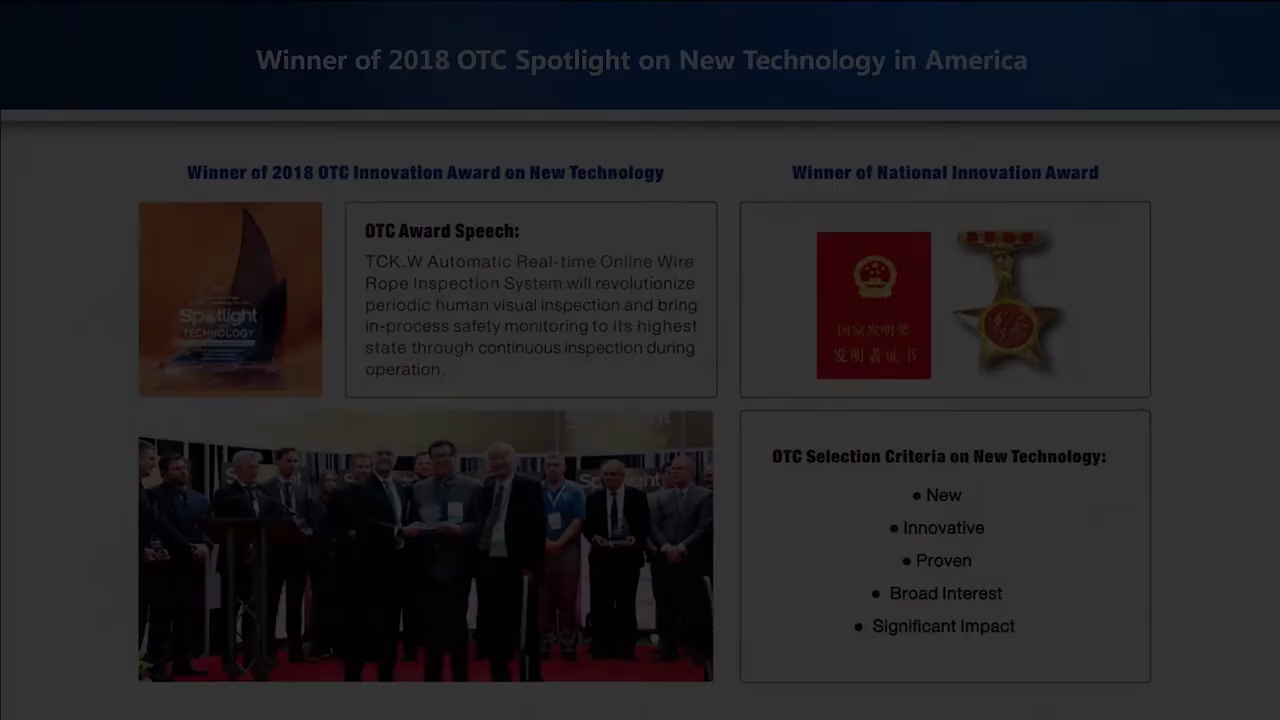 Winner of 2018 OTC Spotlight on New Technology in America
Winner of 2018 OTC Innovation Award on New Technology
Winner of National Innovation Award
Spotlight
TECHNOLOGY
OTC Award Speech:
TCK.W Automatic Real-time Online Wire
Rope Inspection System will revolutionize
periodic human visual inspection and bring
in-process safety monitoring to its highest
state through continuous inspection during
operation.
国家发明奖
发明者证书
OTC Selection Criteria on New Technology:
● New
● Innovative
● Proven
● Broad Interest
● Significant Impact